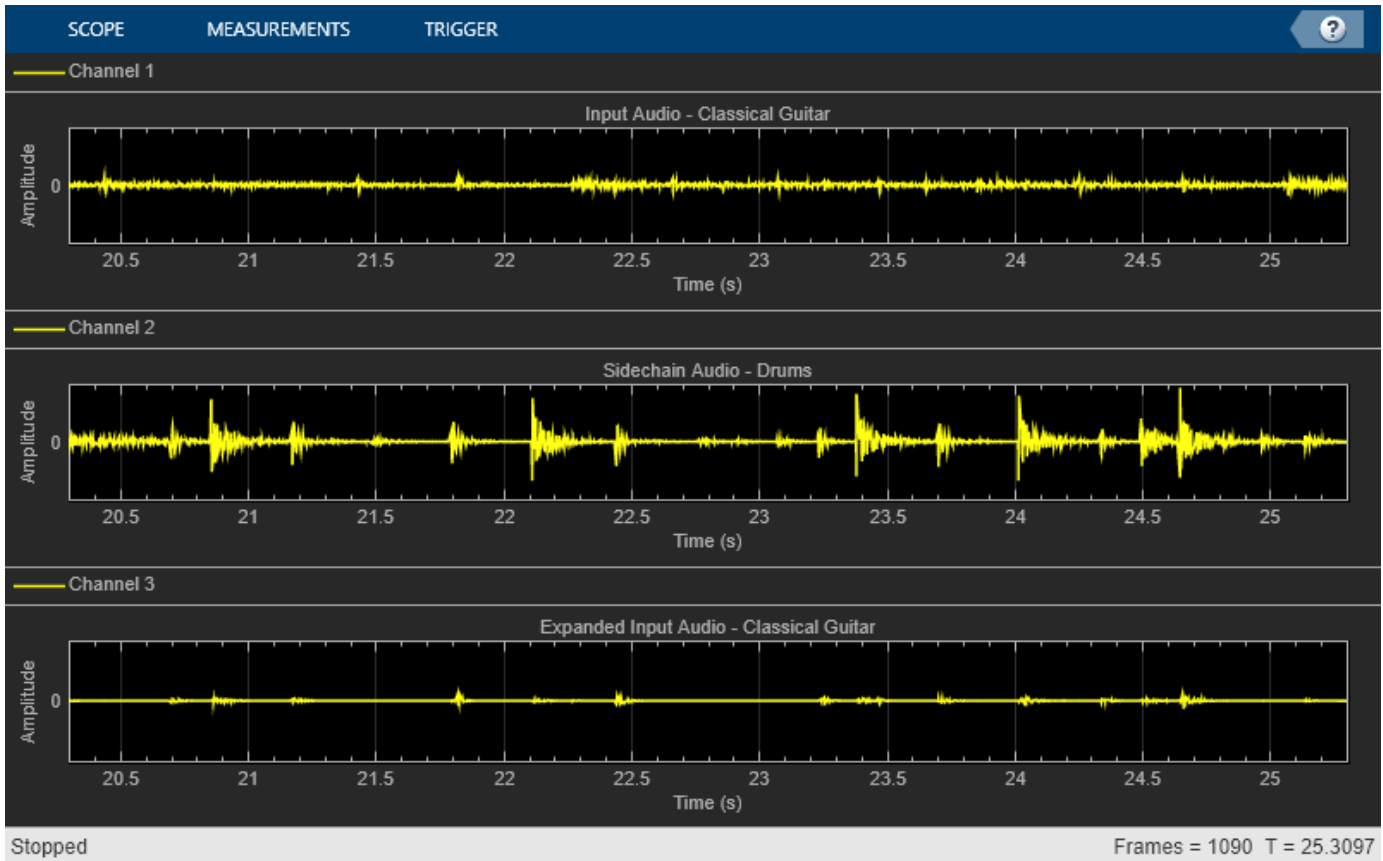 SCOPE MEASUREMENTS TRIGGER ?
Channel 1
Input Audio - Classical Guitar
Amplitude
0
20.5 21 21.5 22 22.5 23 23.5 24 24.5 25
Time (s)
Channel 2
Sidechain Audio - Drums
Amplitude
0
20.5 21 21.5 22 22.5 23 23.5 24 24.5 25
Time (s)
Channel 3
Expanded Input Audio - Classical Guitar
Amplitude
0
20.5 21 21.5 22 22.5 23 23.5 24 24.5 25
Time (s)
Stopped Frames = 1090 T = 25.3097